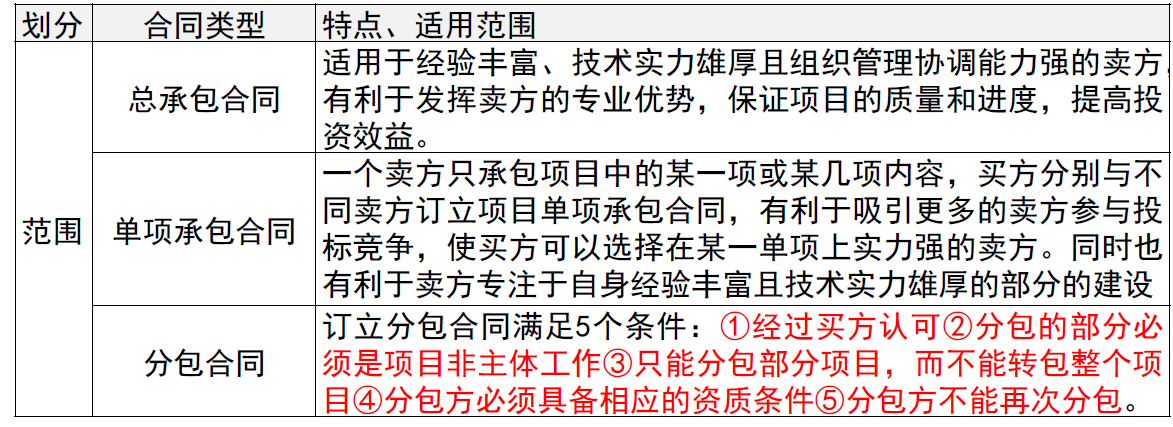 划分 合同类型 特点、适用范围
范围
总承包合同
适用于经验丰富、技术实力雄厚且组织管理协调能力强的卖方,
有利于发挥卖方的专业优势，保证项目的质量和进度，提高投
资效益。
单项承包合同
一个卖方只承包项目中的某一项或某几项内容，买方分别与不
同卖方订立项目单项承包合同，有利于吸引更多的卖方参与投
标竞争，使买方可以选择在某一单项上实力强的卖方。同时也
有利于卖方专注于自身经验丰富且技术实力雄厚的部分的建设
分包合同
订立分包合同满足5个条件：①经过买方认可②分包的部分必
须是项目非主体工作③只能分包部分项目，而不能转包整个项
目④分包方必须具备相应的资质条件⑤分包方不能再次分包。